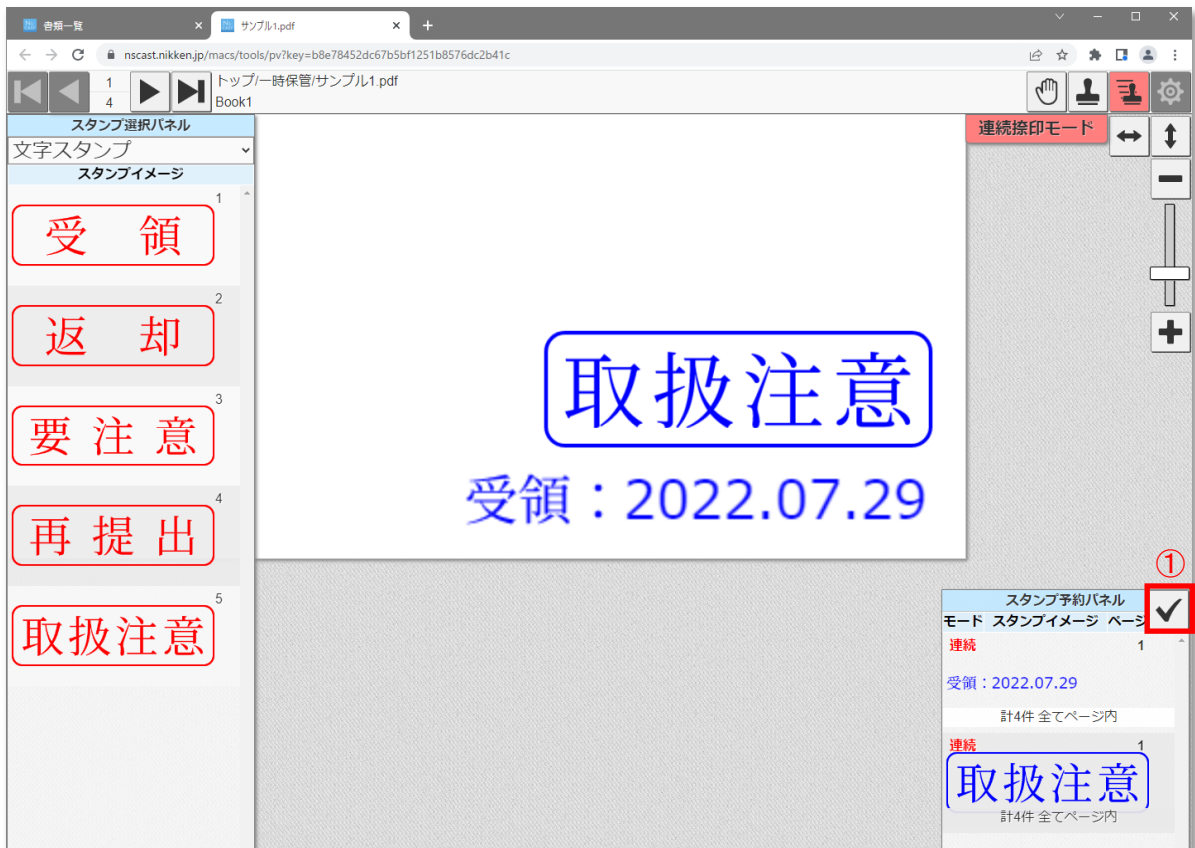 書類一覧
サンプル1.pdf
nscast.nikken.jp/macs/tools/pv?key=b8e78452dc67b5bf1251b8576dc2b41c
1
4
トップ/一時保管/サンプル1.pdf
Book1
スタンプ選択パネル
文字スタンプ
スタンプイメージ
1
受 領
2
返 却
3
要 注 意
4
再 提 出
5
取扱注意
連続捺印モード
取扱注意
受領：2022.07.29
①
スタンプ予約パネル
モード スタンプイメージ ページ
連続 1
受領：2022.07.29
計4件 全てページ内
連続 1
取扱注意
計4件 全てページ内